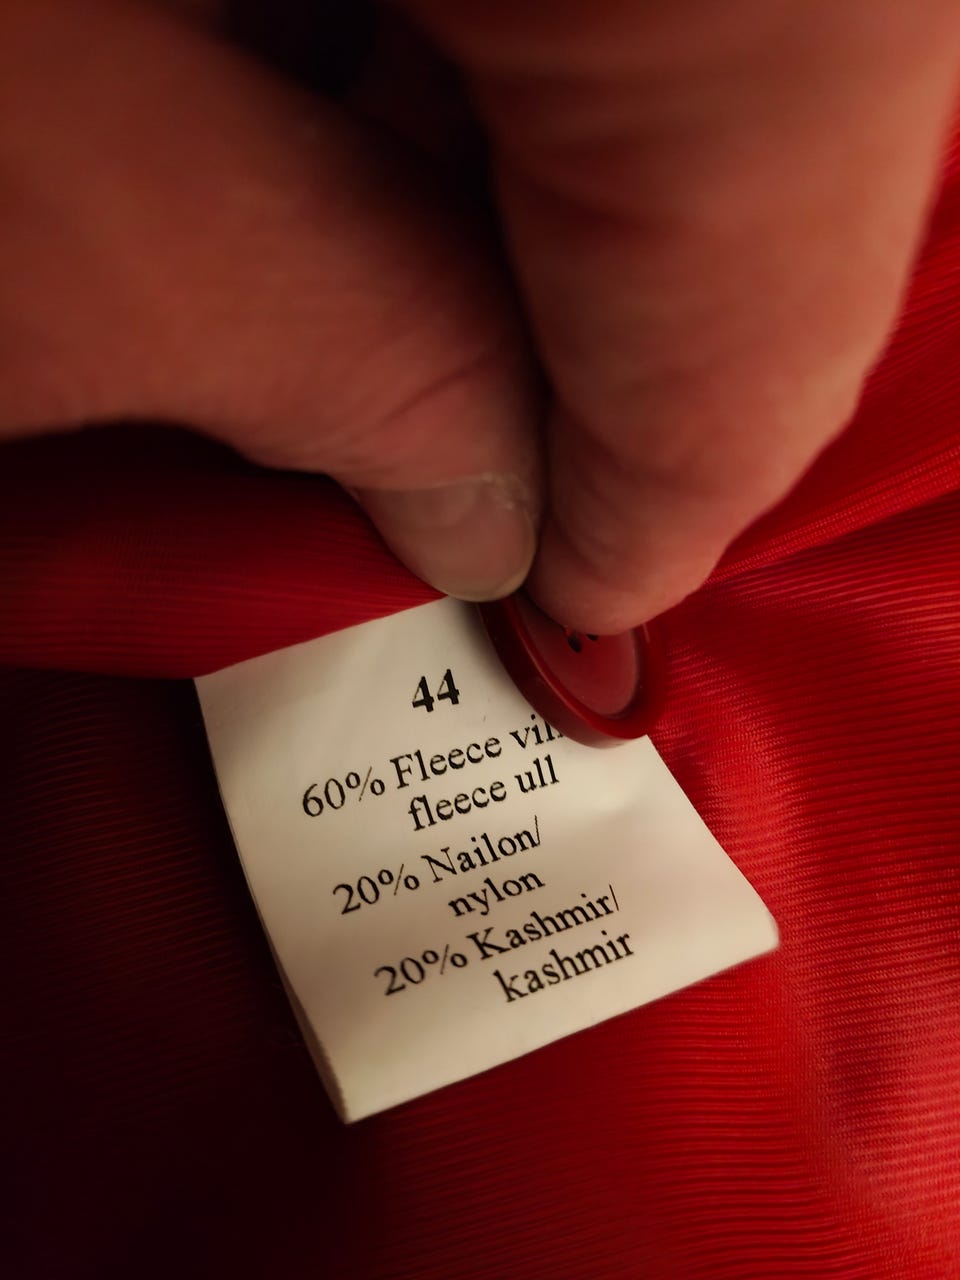 44
60% Fleece
fleece ull
20% Nailon/
nylon
20% Kashmir/
kashmir